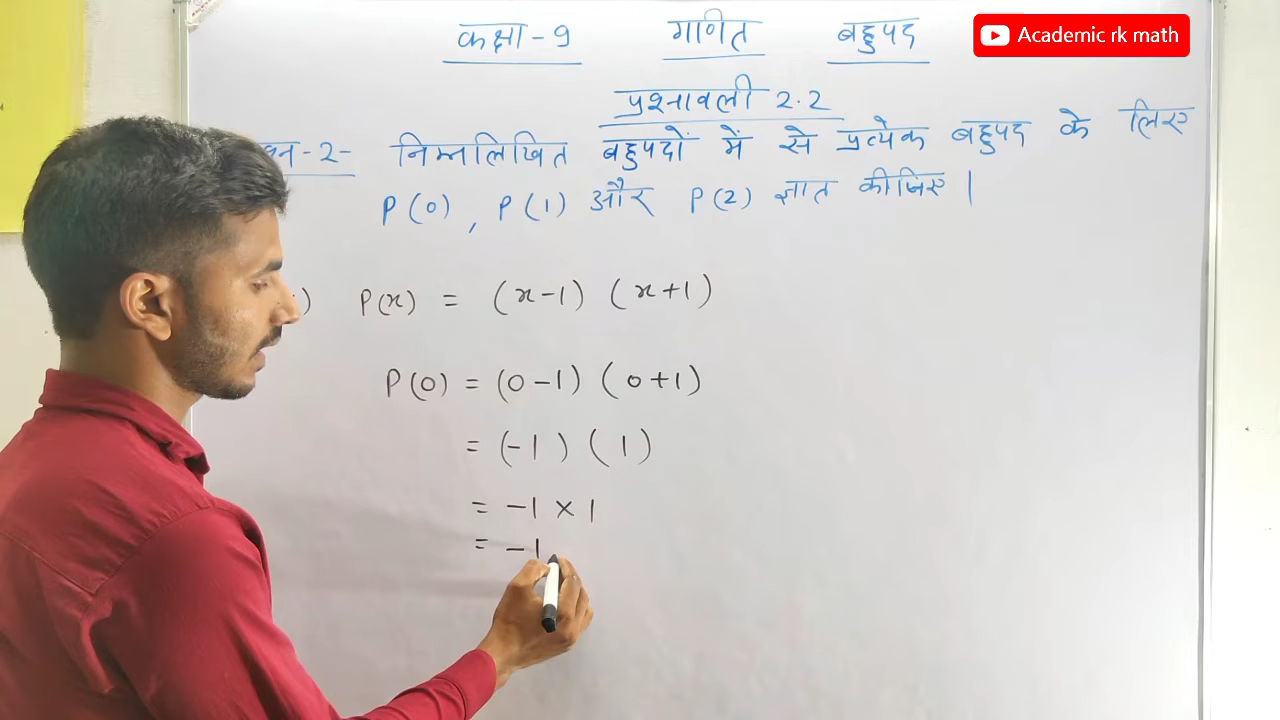 कक्षा-9 गणित बहुपद
Academic rk math
प्रश्नावली 2.2
-2- निम्नलिखित बहुपदों में से प्रत्येक बहुपद के लिए
P(0), P(1) और P(2) ज्ञात कीजिए।
) P(x) = (x-1) (x+1)
P(0) = (0-1) (0+1)
= (-1) (1)
= -1 × 1
= -1